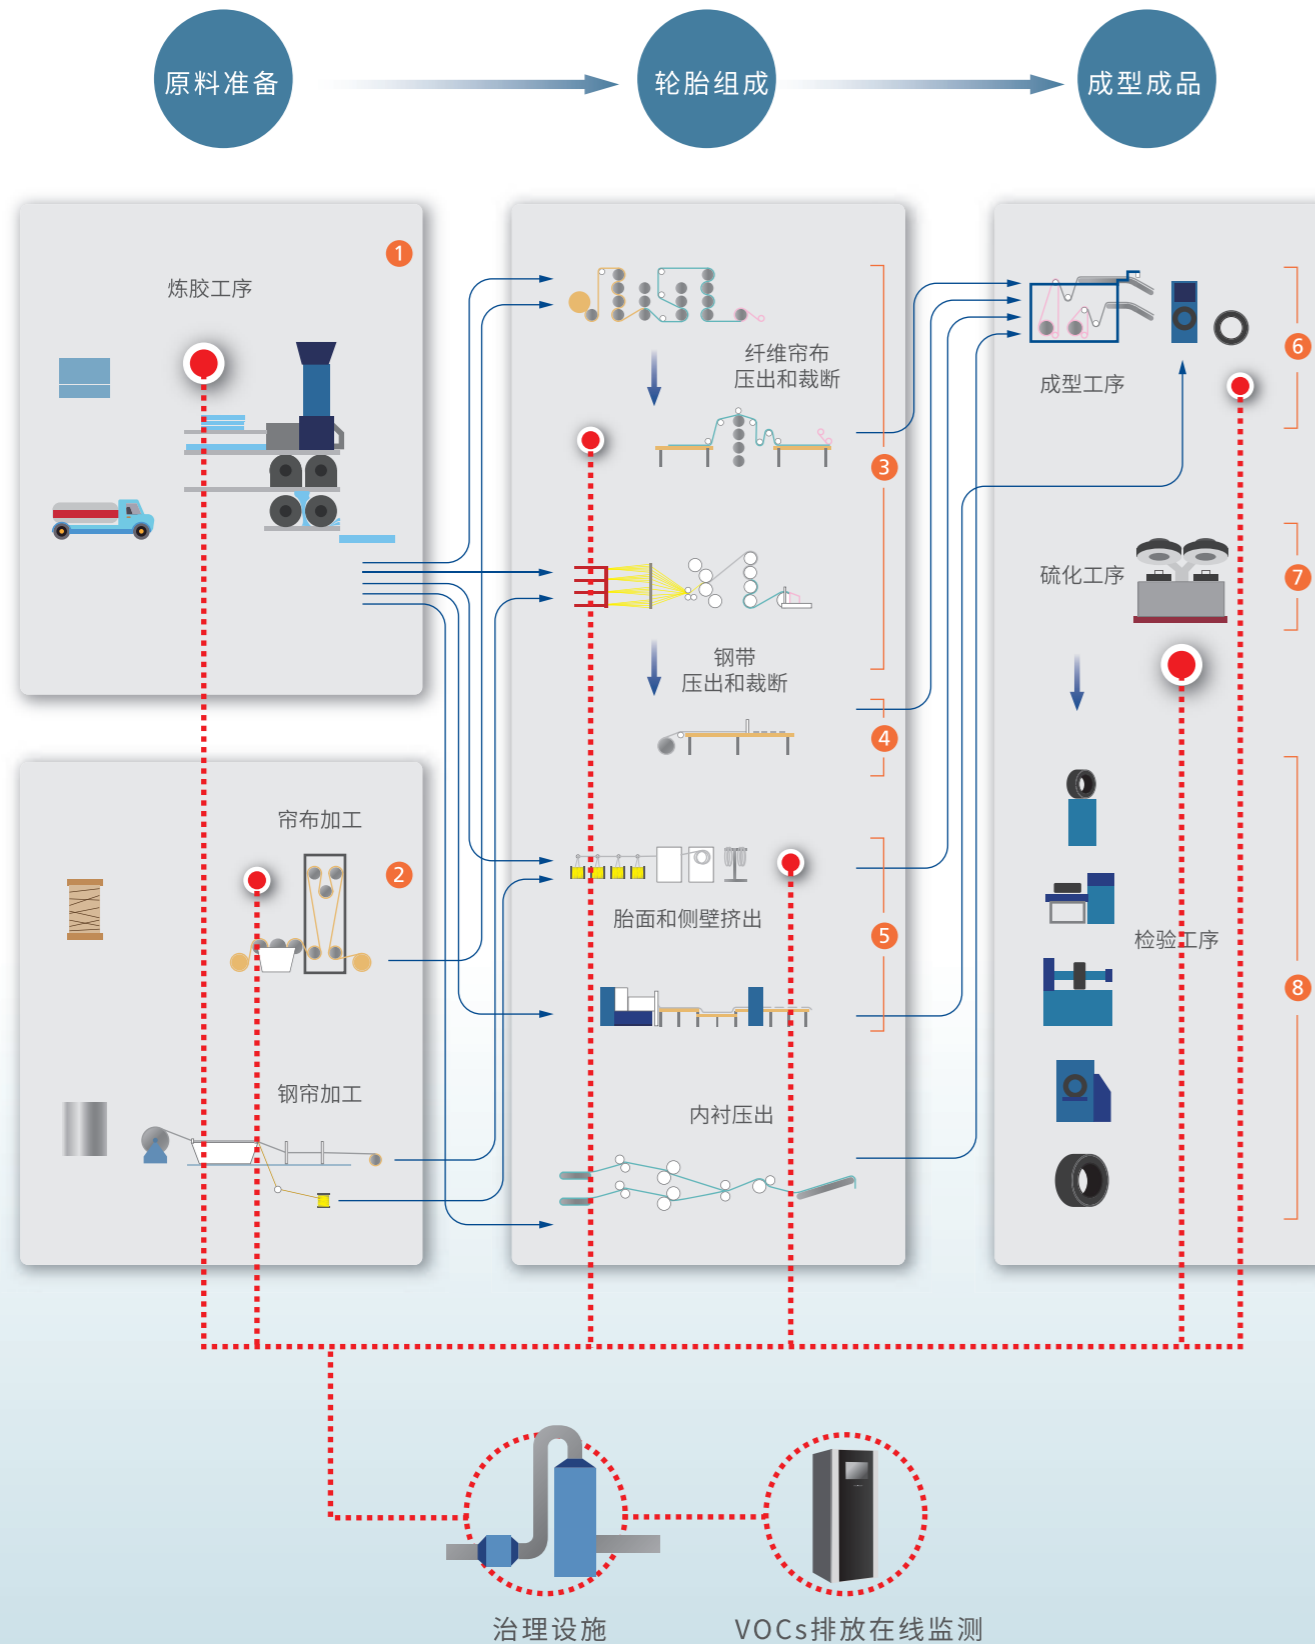 原料准备
轮胎组成
成型成品
1
炼胶工序
2
帘布加工
钢帘加工
纤维帘布
压出和裁断
3
钢带
压出和裁断
4
胎面和侧壁挤出
5
内衬压出
成型工序
6
硫化工序
7
检验工序
8
治理设施
VOCs排放在线监测